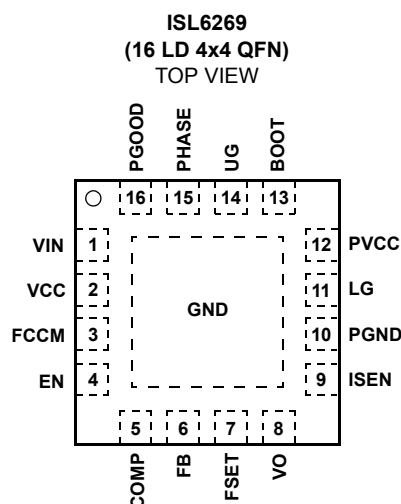 ISL6269
(16 LD 4x4 QFN)
TOP VIEW
PGOOD
PHASE
UG
BOOT
16
15
14
13
VIN
1
12
PVCC
VCC
2
11
LG
GND
FCCM
3
10
PGND
EN
4
9
ISEN
5
6
7
8
COMP
FB
FSET
VO